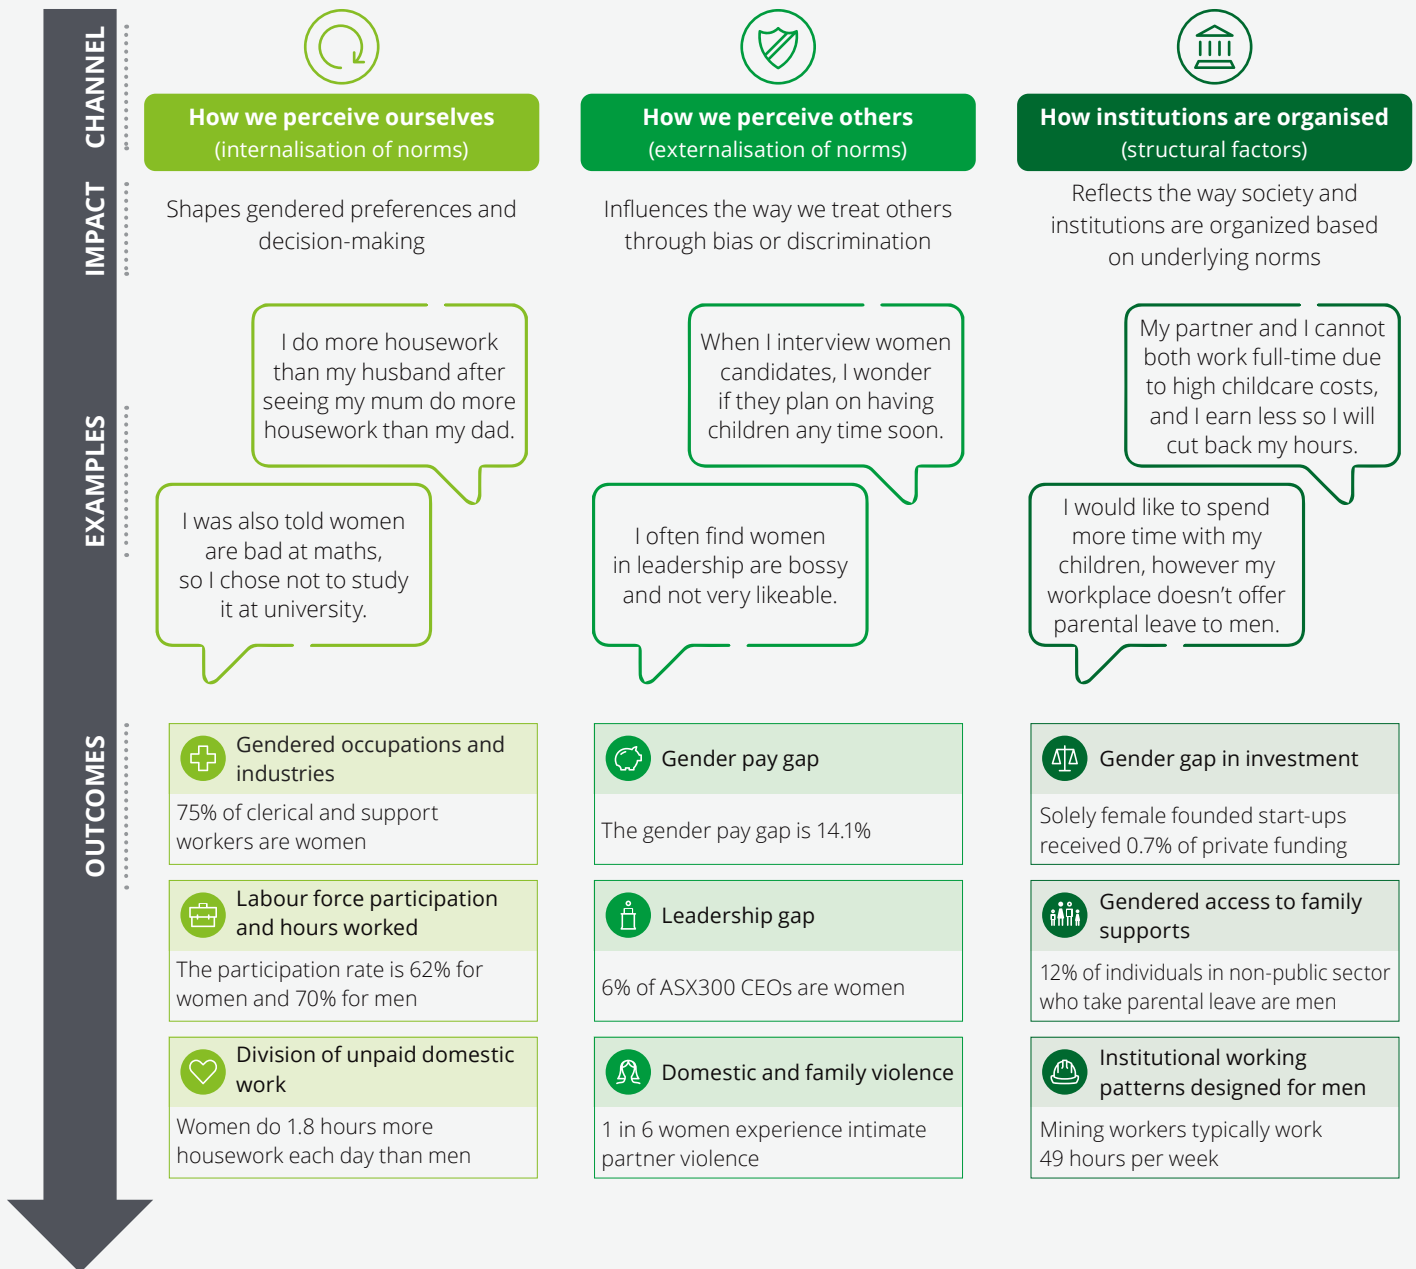 CHANNEL
How we perceive ourselves
(internalisation of norms)
How we perceive others
(externalisation of norms)
How institutions are organised
(structural factors)
IMPACT
Shapes gendered preferences and
decision-making
Influences the way we treat others
through bias or discrimination
Reflects the way society and
institutions are organized based
on underlying norms
EXAMPLES
I do more housework
than my husband after
seeing my mum do more
housework than my dad.
I was also told women
are bad at maths,
so I chose not to study
it at university.
When I interview women
candidates, I wonder
if they plan on having
children any time soon.
I often find women
in leadership are bossy
and not very likeable.
My partner and I cannot
both work full-time due
to high childcare costs,
and I earn less so I will
cut back my hours.
I would like to spend
more time with my
children, however my
workplace doesn’t offer
parental leave to men.
OUTCOMES
Gendered occupations and
industries
75% of clerical and support
workers are women
Labour force participation
and hours worked
The participation rate is 62% for
women and 70% for men
Division of unpaid domestic
work
Women do 1.8 hours more
housework each day than men
Gender pay gap
The gender pay gap is 14.1%
Leadership gap
6% of ASX300 CEOs are women
Domestic and family violence
1 in 6 women experience intimate
partner violence
Gender gap in investment
Solely female founded start-ups
received 0.7% of private funding
Gendered access to family
supports
12% of individuals in non-public sector
who take parental leave are men
Institutional working
patterns designed for men
Mining workers typically work
49 hours per week